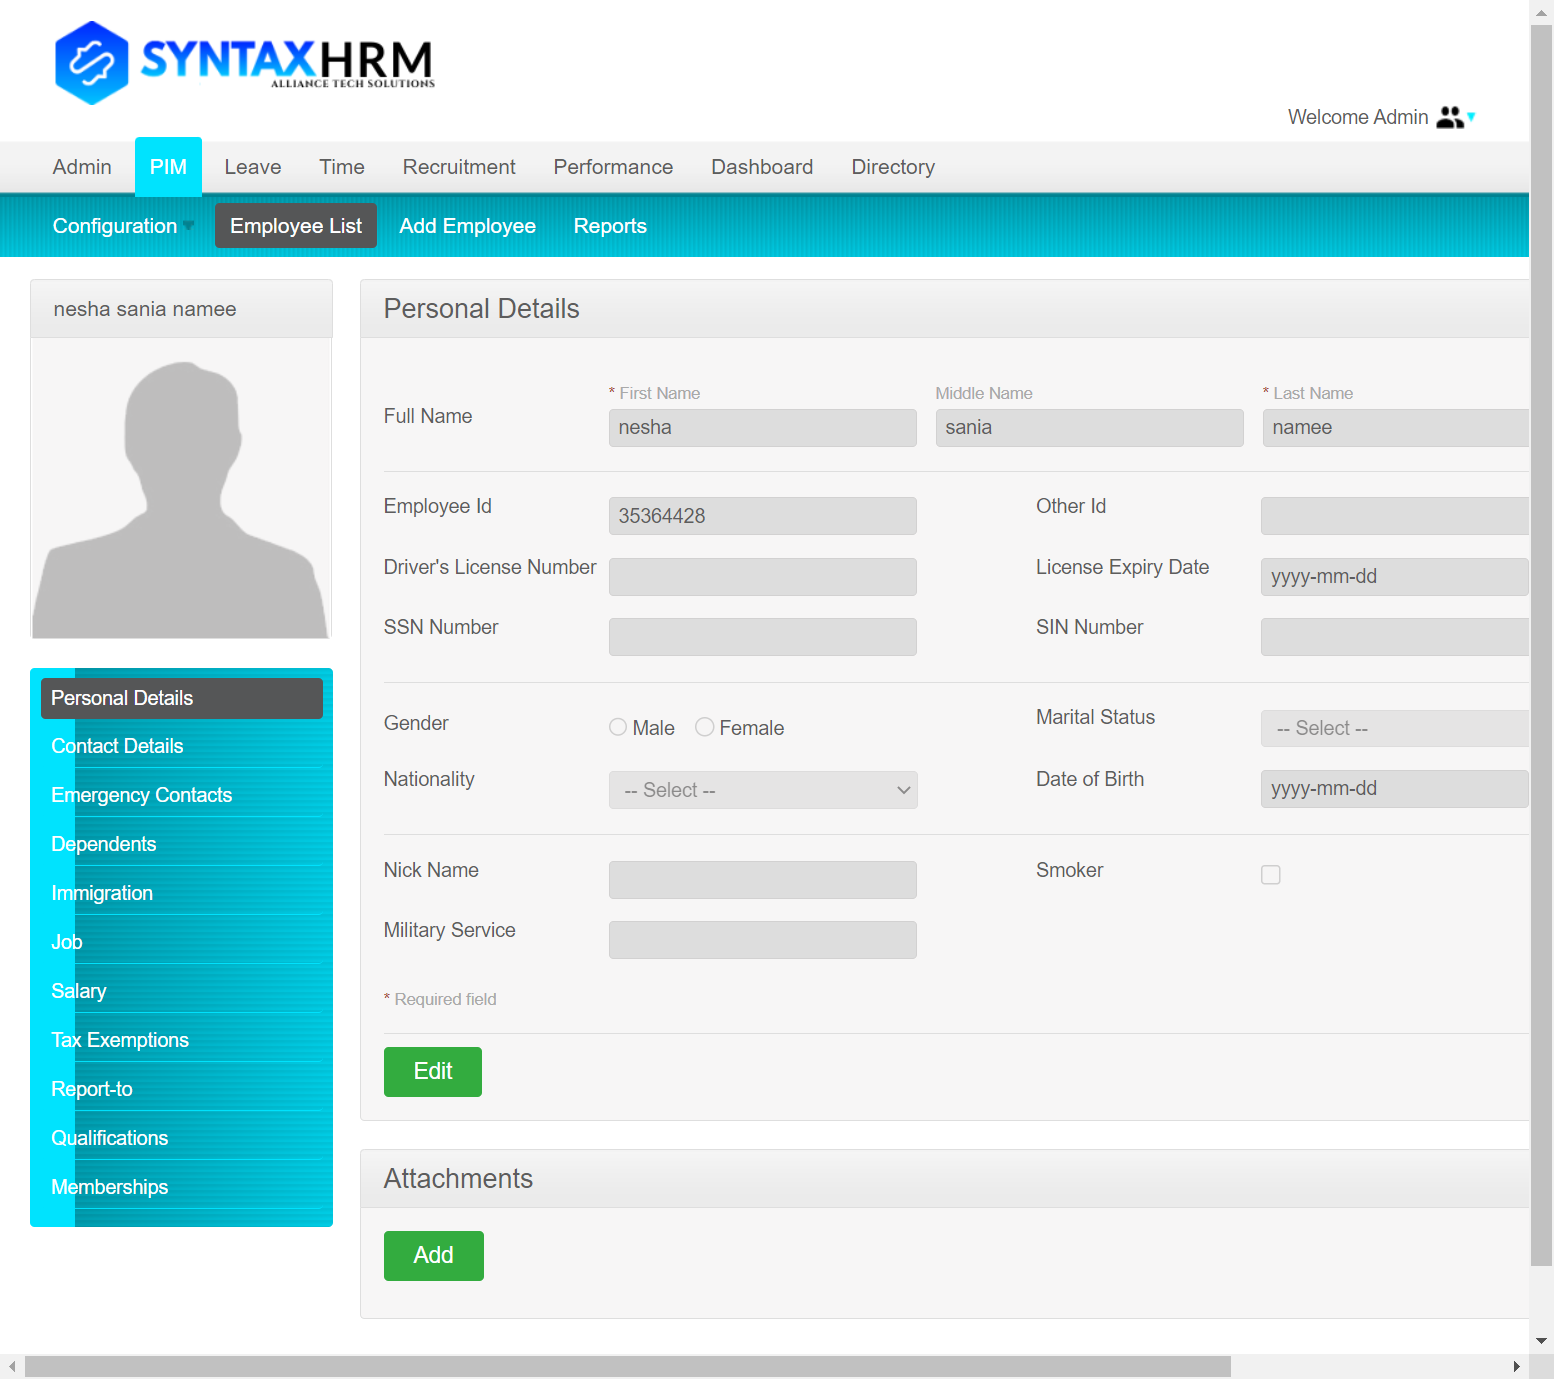 SYNTAXHRM
ALLIANCE TECH SOLUTIONS
Welcome Admin
Admin PIM Leave Time Recruitment Performance Dashboard Directory
Configuration Employee List Add Employee Reports
nesha sania namee
Personal Details
Contact Details
Emergency Contacts
Dependents
Immigration
Job
Salary
Tax Exemptions
Report-to
Qualifications
Memberships
Personal Details
* First Name Middle Name * Last Name
Full Name nesha sania namee
Employee Id 35364428 Other Id
Driver's License Number License Expiry Date yyyy-mm-dd
SSN Number SIN Number
Gender Male Female Marital Status -- Select --
Nationality -- Select -- Date of Birth yyyy-mm-dd
Nick Name Smoker
Military Service
* Required field
Edit
Attachments
Add